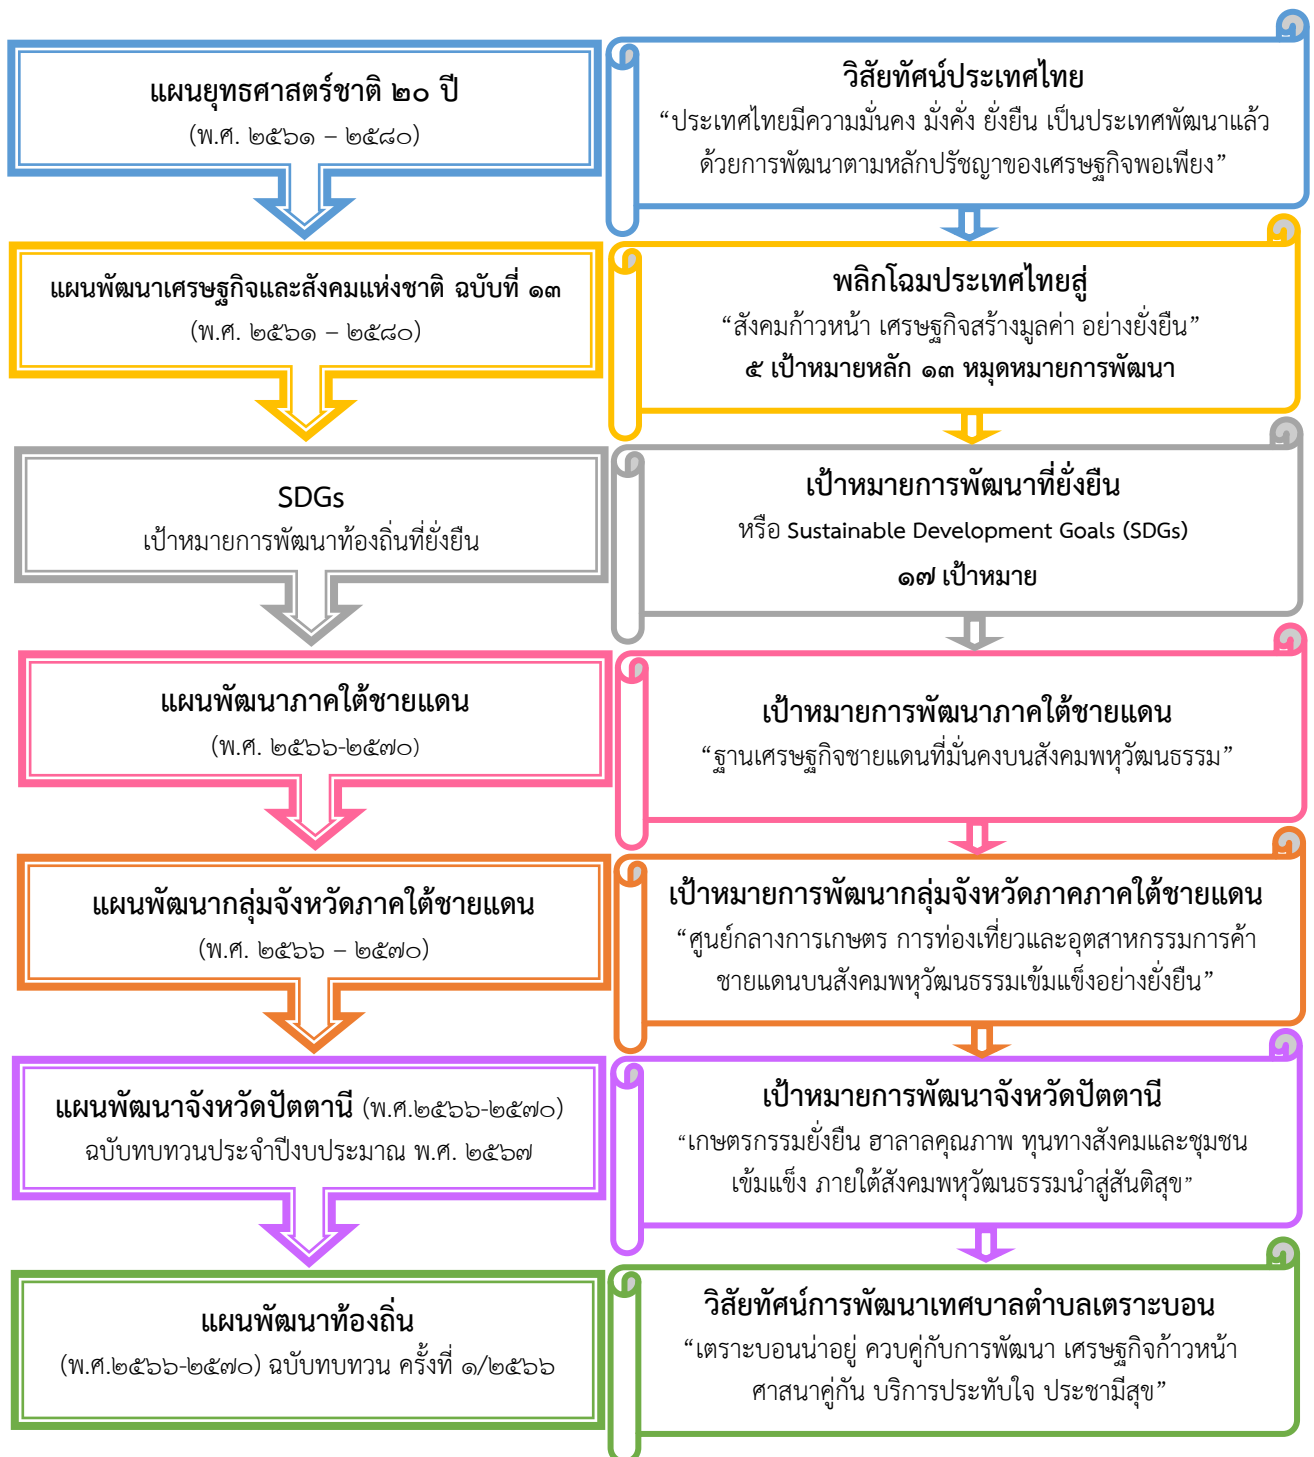 แผนยุทธศาสตร์ชาติ ๒๐ ปี
(พ.ศ. ๒๕๖๑ – ๒๕๘๐)
วิสัยทัศน์ประเทศไทย
“ประเทศไทยมีความมั่นคง มั่งคั่ง ยั่งยืน เป็นประเทศพัฒนาแล้ว
ด้วยการพัฒนาตามหลักปรัชญาของเศรษฐกิจพอเพียง”
แผนพัฒนาเศรษฐกิจและสังคมแห่งชาติ ฉบับที่ ๑๓
(พ.ศ. ๒๕๖๑ – ๒๕๘๐)
พลิกโฉมประเทศไทยสู่
“สังคมก้าวหน้า เศรษฐกิจสร้างมูลค่า อย่างยั่งยืน”
๕ เป้าหมายหลัก ๑๓ หมุดหมายการพัฒนา
SDGs
เป้าหมายการพัฒนาท้องถิ่นที่ยั่งยืน
เป้าหมายการพัฒนาที่ยั่งยืน
หรือ Sustainable Development Goals (SDGs)
๑๗ เป้าหมาย
แผนพัฒนาภาคใต้ชายแดน
(พ.ศ. ๒๕๖๖-๒๕๗๐)
เป้าหมายการพัฒนาภาคใต้ชายแดน
“ฐานเศรษฐกิจชายแดนที่มั่นคงบนสังคมพหุวัฒนธรรม”
แผนพัฒนากลุ่มจังหวัดภาคใต้ชายแดน
(พ.ศ. ๒๕๖๖ – ๒๕๗๐)
เป้าหมายการพัฒนากลุ่มจังหวัดภาคภาคใต้ชายแดน
“ศูนย์กลางการเกษตร การท่องเที่ยวและอุตสาหกรรมการค้า
ชายแดนบนสังคมพหุวัฒนธรรมเข้มแข็งอย่างยั่งยืน”
แผนพัฒนาจังหวัดปัตตานี (พ.ศ.๒๕๖๖-๒๕๗๐)
ฉบับทบทวนประจำปีงบประมาณ พ.ศ. ๒๕๖๗
เป้าหมายการพัฒนาจังหวัดปัตตานี
“เกษตรกรรมยั่งยืน ฮาลาลคุณภาพ ทุนทางสังคมและชุมชน
เข้มแข็ง ภายใต้สังคมพหุวัฒนธรรมนำสู่สันติสุข”
แผนพัฒนาท้องถิ่น
(พ.ศ.๒๕๖๖-๒๕๗๐) ฉบับทบทวน ครั้งที่ ๑/๒๕๖๖
วิสัยทัศน์การพัฒนาเทศบาลตำบลเตราะบอน
“เตราะบอนน่าอยู่ ควบคู่กับการพัฒนา เศรษฐกิจก้าวหน้า
ศาสนาคู่กัน บริการประทับใจ ประชามีสุข”